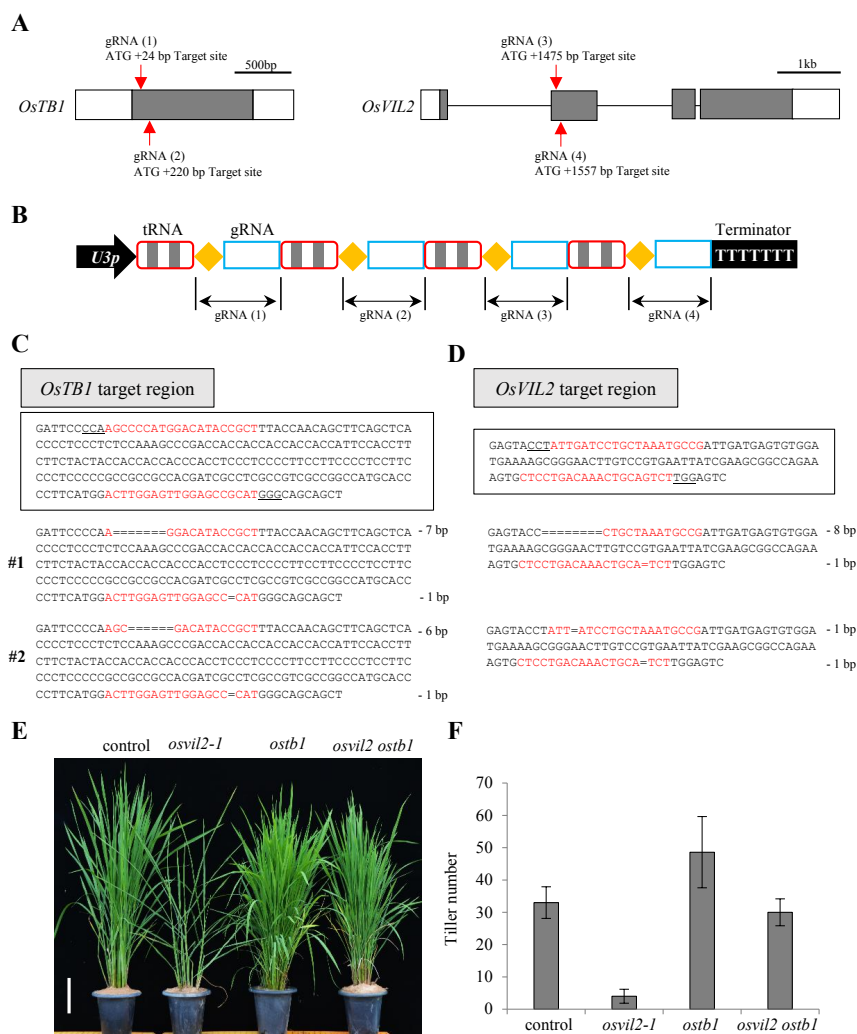 A
gRNA (1)
ATG +24 bp Target site
500bp
OsTB1
gRNA (2)
ATG +220 bp Target site
gRNA (3)
ATG +1475 bp Target site
1kb
OsVIL2
gRNA (4)
ATG +1557 bp Target site
B
tRNA
gRNA
Terminator
U3p
TTTTTTT
gRNA (1)
gRNA (2)
gRNA (3)
gRNA (4)
C
OsTB1 target region
GATTCCCCAAGCCCCATGGACATACCGCTTTACCAACAGCTTCAGCTCA
CCCCTCCCTCTCCAAAGCCCGACCACCACCACCACCACCATTCCACCTT
CTTCTACTACCACCACCACCCACCTCCCTCCCCTTCCTTCCCCTCCTTC
CCCTCCCCCGCCGCCGCCACGATCGCCTCGCCGTCGCCGGCCATGCACC
CCTTCATGGACTTGGAGTTGGAGCCGCATGGGCAGCAGCT
GATTCCCCAA=======GGACATACCGCTTTACCAACAGCTTCAGCTCA
- 7 bp
#1
CCCCTCCCTCTCCAAAGCCCGACCACCACCACCACCACCATTCCACCTT
CTTCTACTACCACCACCACCCACCTCCCTCCCCTTCCTTCCCCTCCTTC
CCCTCCCCCGCCGCCGCCACGATCGCCTCGCCGTCGCCGGCCATGCACC
CCTTCATGGACTTGGAGTTGGAGCC=CATGGGCAGCAGCT
- 1 bp
GATTCCCCAAGC======GACATACCGCTTTACCAACAGCTTCAGCTCA
- 6 bp
#2
CCCCTCCCTCTCCAAAGCCCGACCACCACCACCACCACCATTCCACCTT
CTTCTACTACCACCACCACCCACCTCCCTCCCCTTCCTTCCCCTCCTTC
CCCTCCCCCGCCGCCGCCACGATCGCCTCGCCGTCGCCGGCCATGCACC
CCTTCATGGACTTGGAGTTGGAGCC=CATGGGCAGCAGCT
- 1 bp
D
OsVIL2 target region
GAGTACCTATTGATCCTGCTAAATGCCGATTGATGAGTGTGGA
TGAAAAGCGGGAACTTGTCCGTGAATTATCGAAGCGGCCAGAA
AGTGCTCCTGACAAACTGCAGTCTTGGAGTC
GAGTACC========CTGCTAAATGCCGATTGATGAGTGTGGA
- 8 bp
TGAAAAGCGGGAACTTGTCCGTGAATTATCGAAGCGGCCAGAA
AGTGCTCCTGACAAACTGCA=TCTTGGAGTC
- 1 bp
GAGTACCTATT=ATCCTGCTAAATGCCGATTGATGAGTGTGGA
- 1 bp
TGAAAAGCGGGAACTTGTCCGTGAATTATCGAAGCGGCCAGAA
AGTGCTCCTGACAAACTGCA=TCTTGGAGTC
- 1 bp
E
control
osvil2-1
ostb1
osvil2 ostb1
F
Tiller number
70
60
50
40
30
20
10
0
control
osvil2-1
ostb1
osvil2 ostb1